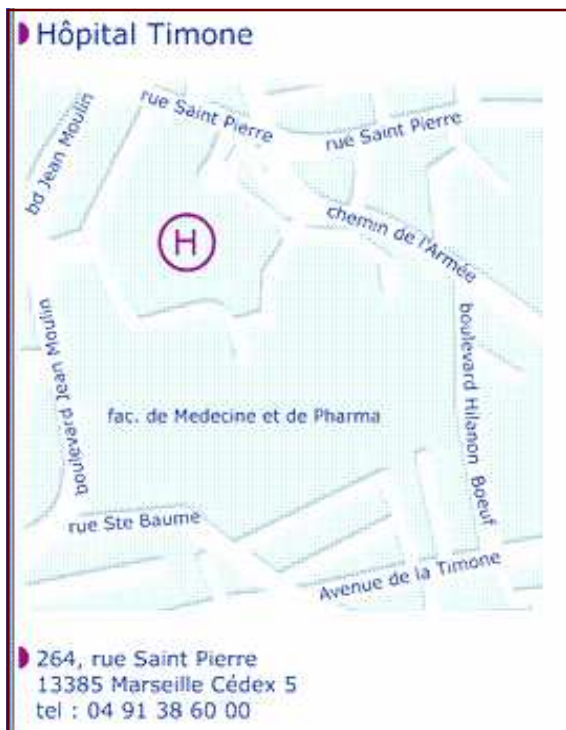 Hôpital Timone
rue Saint Pierre
rue Saint Pierre
bd Jean Moulin
chemin de l'Armée
H
boulevard Jean Moulin
boulevard Hilanon Boeuf
fac. de Medecine et de Pharma
rue Ste Baume
Avenue de la Timone
264, rue Saint Pierre
13385 Marseille Cédex 5
tel : 04 91 38 60 00